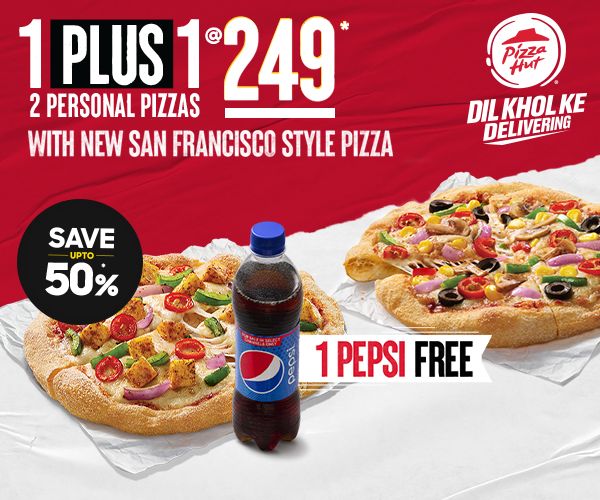 1 PLUS 1 @ 249*
2 PERSONAL PIZZAS
WITH NEW SAN FRANCISCO STYLE PIZZA
Pizza
Hut
DIL KHOL KE
DELIVERING
SAVE
UPTO
50%*
pepsi
1 PEPSI FREE